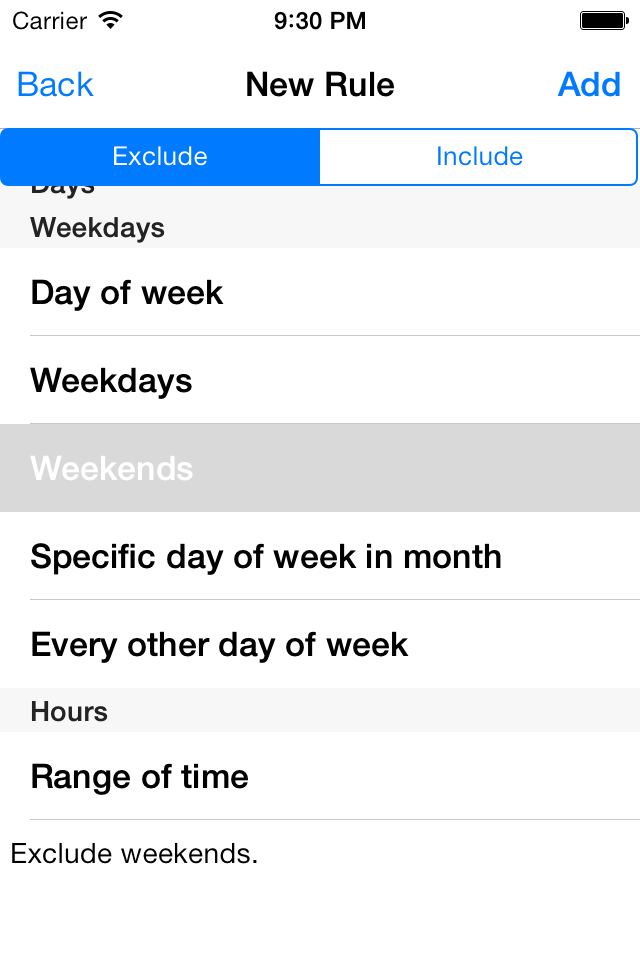 Carrier 9:30 PM
Back New Rule Add
Exclude Include
Days
Weekdays
Day of week
Weekdays
Weekends
Specific day of week in month
Every other day of week
Hours
Range of time
Exclude weekends.